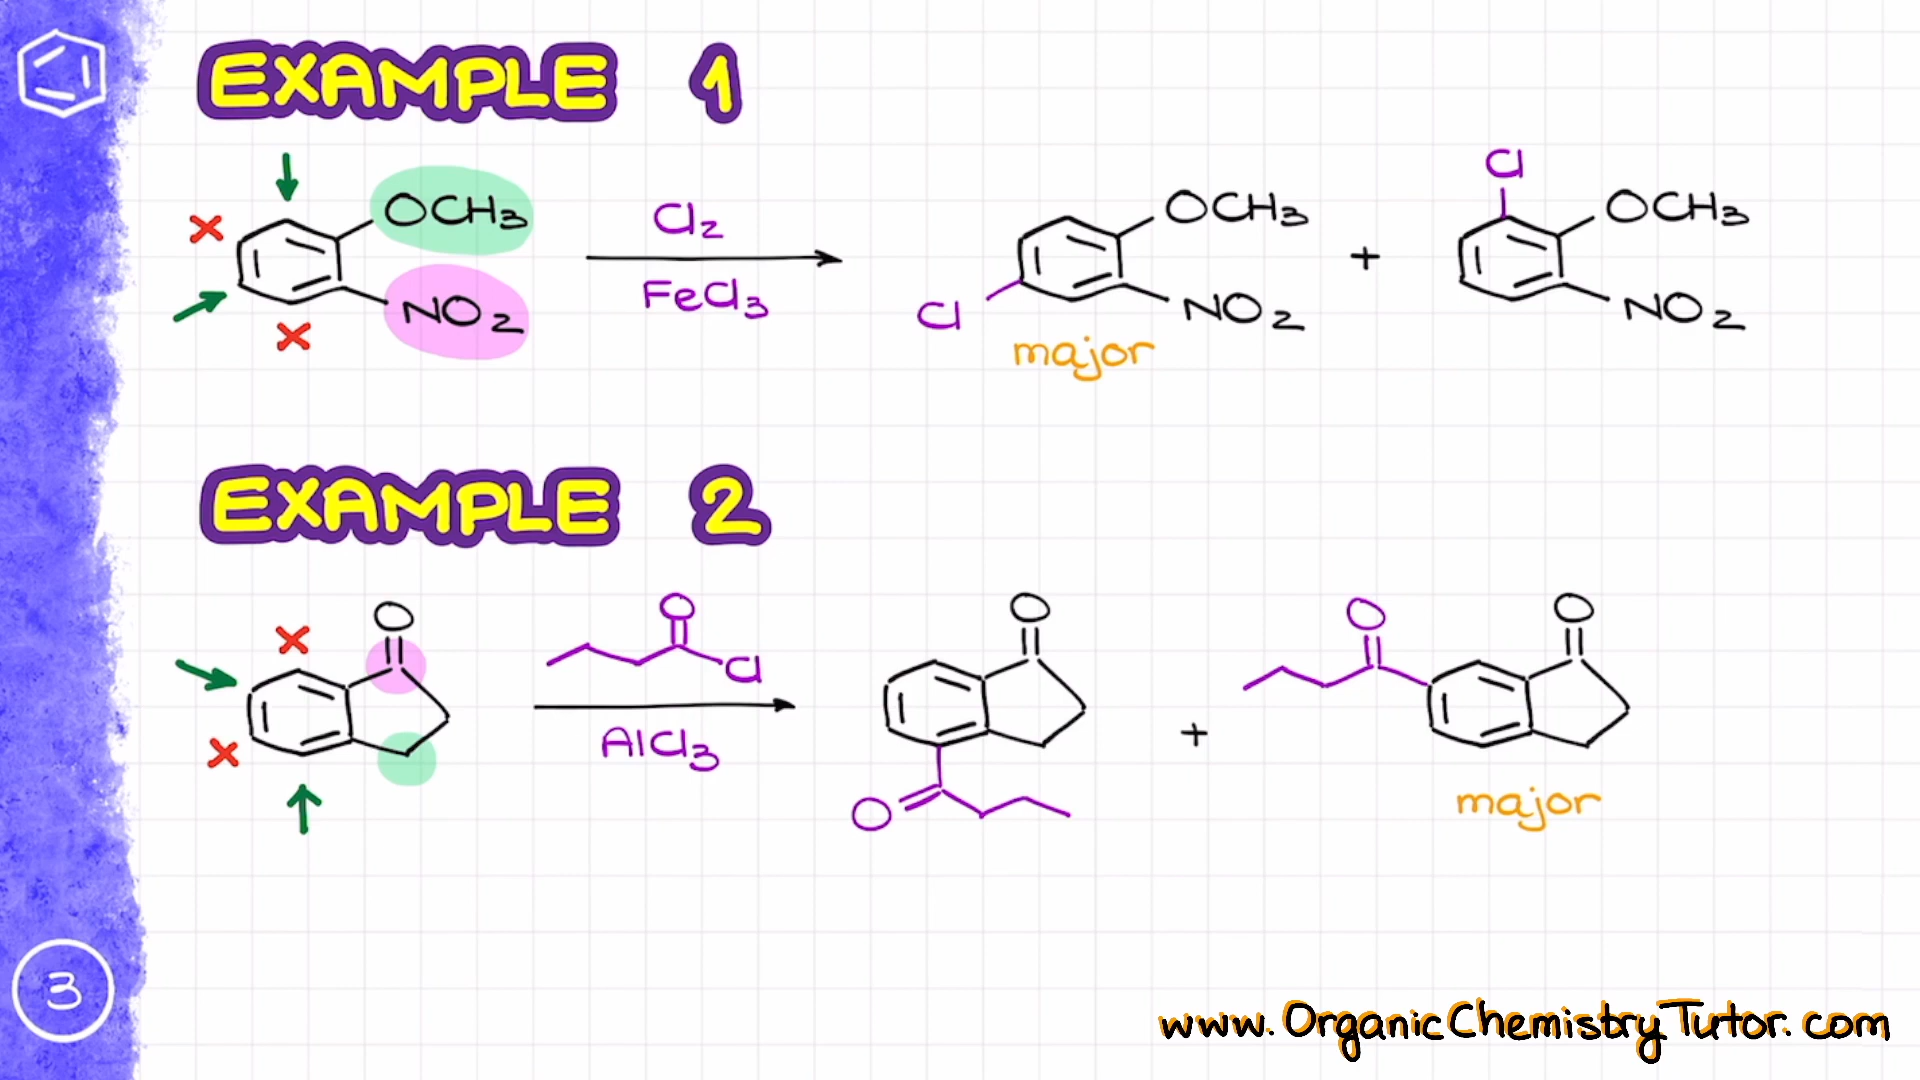 EXAMPLE 1
OCH3
NO2
Cl2
FeCl3
OCH3
NO2
Cl
major
+
Cl
OCH3
NO2
EXAMPLE 2
O
O
Cl
AlCl3
O
O
+
O
O
major
3
www.OrganicChemistryTutor.com